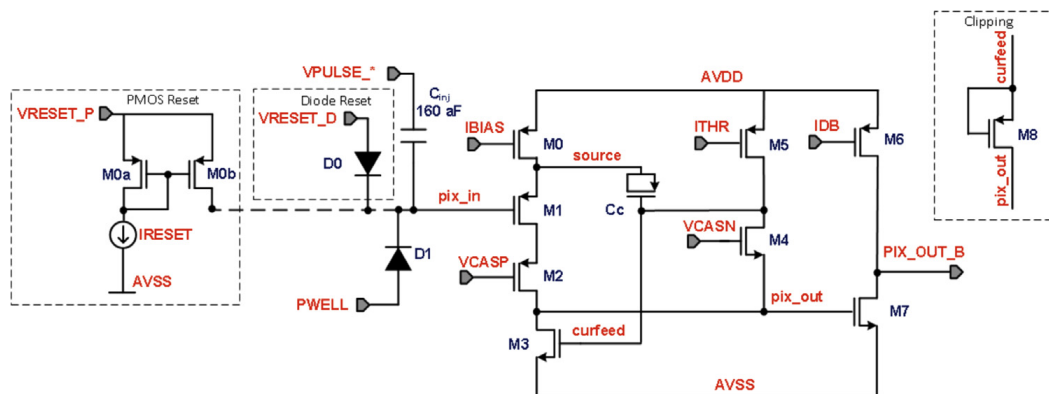 Clipping
curfeed
M8
pix_out
VPULSE_*
AVDD
PMOS Reset
VRESET_P
Diode Reset
VRESET_D
Cinj
160 aF
IBIAS
M0
ITHR
M5
IDB
M6
source
M0a
M0b
D0
pix_in
M1
Cc
VCASN
M4
IRESET
D1
VCASP
M2
PIX_OUT_B
AVSS
PWELL
pix_out
M7
curfeed
M3
AVSS